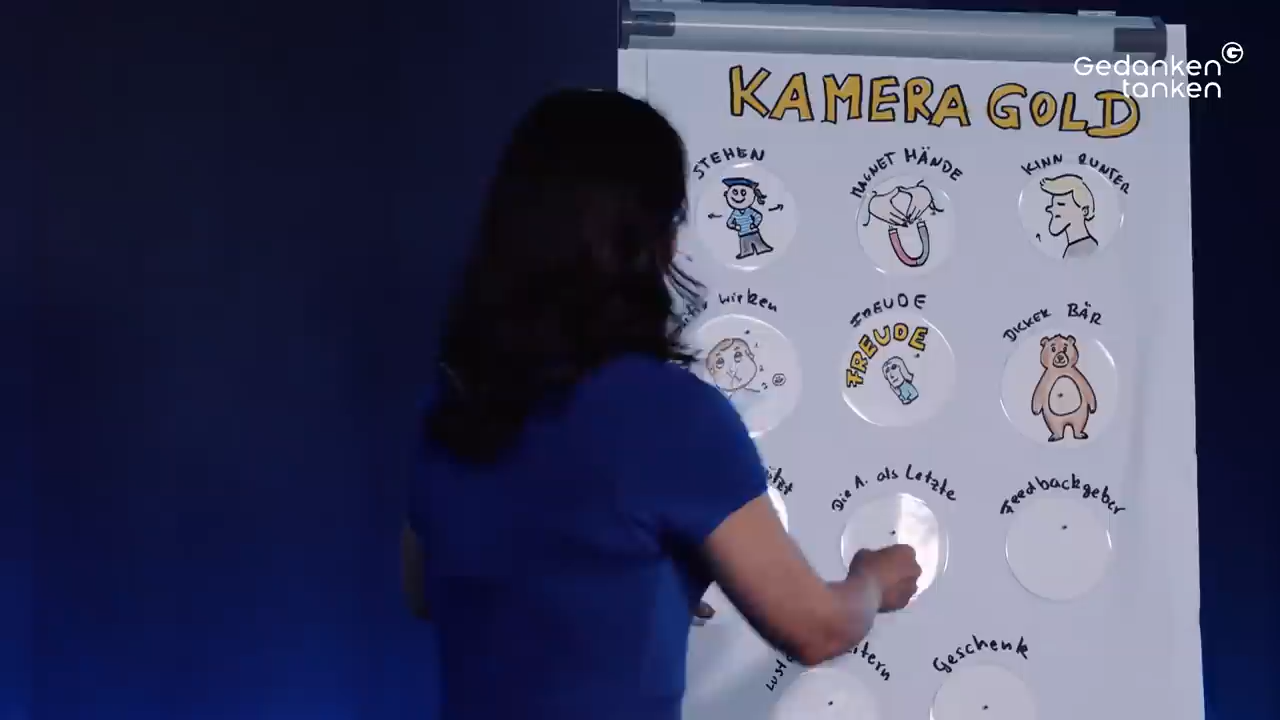 Gedanken
tanken
KAMERA GOLD
STEHEN
MAGNET HÄNDE
KINN RUNTER
wirken
FREUDE
FREUDE
DICKER BÄR
Die A. als Letzte
Feedbackgeber
Geschenk